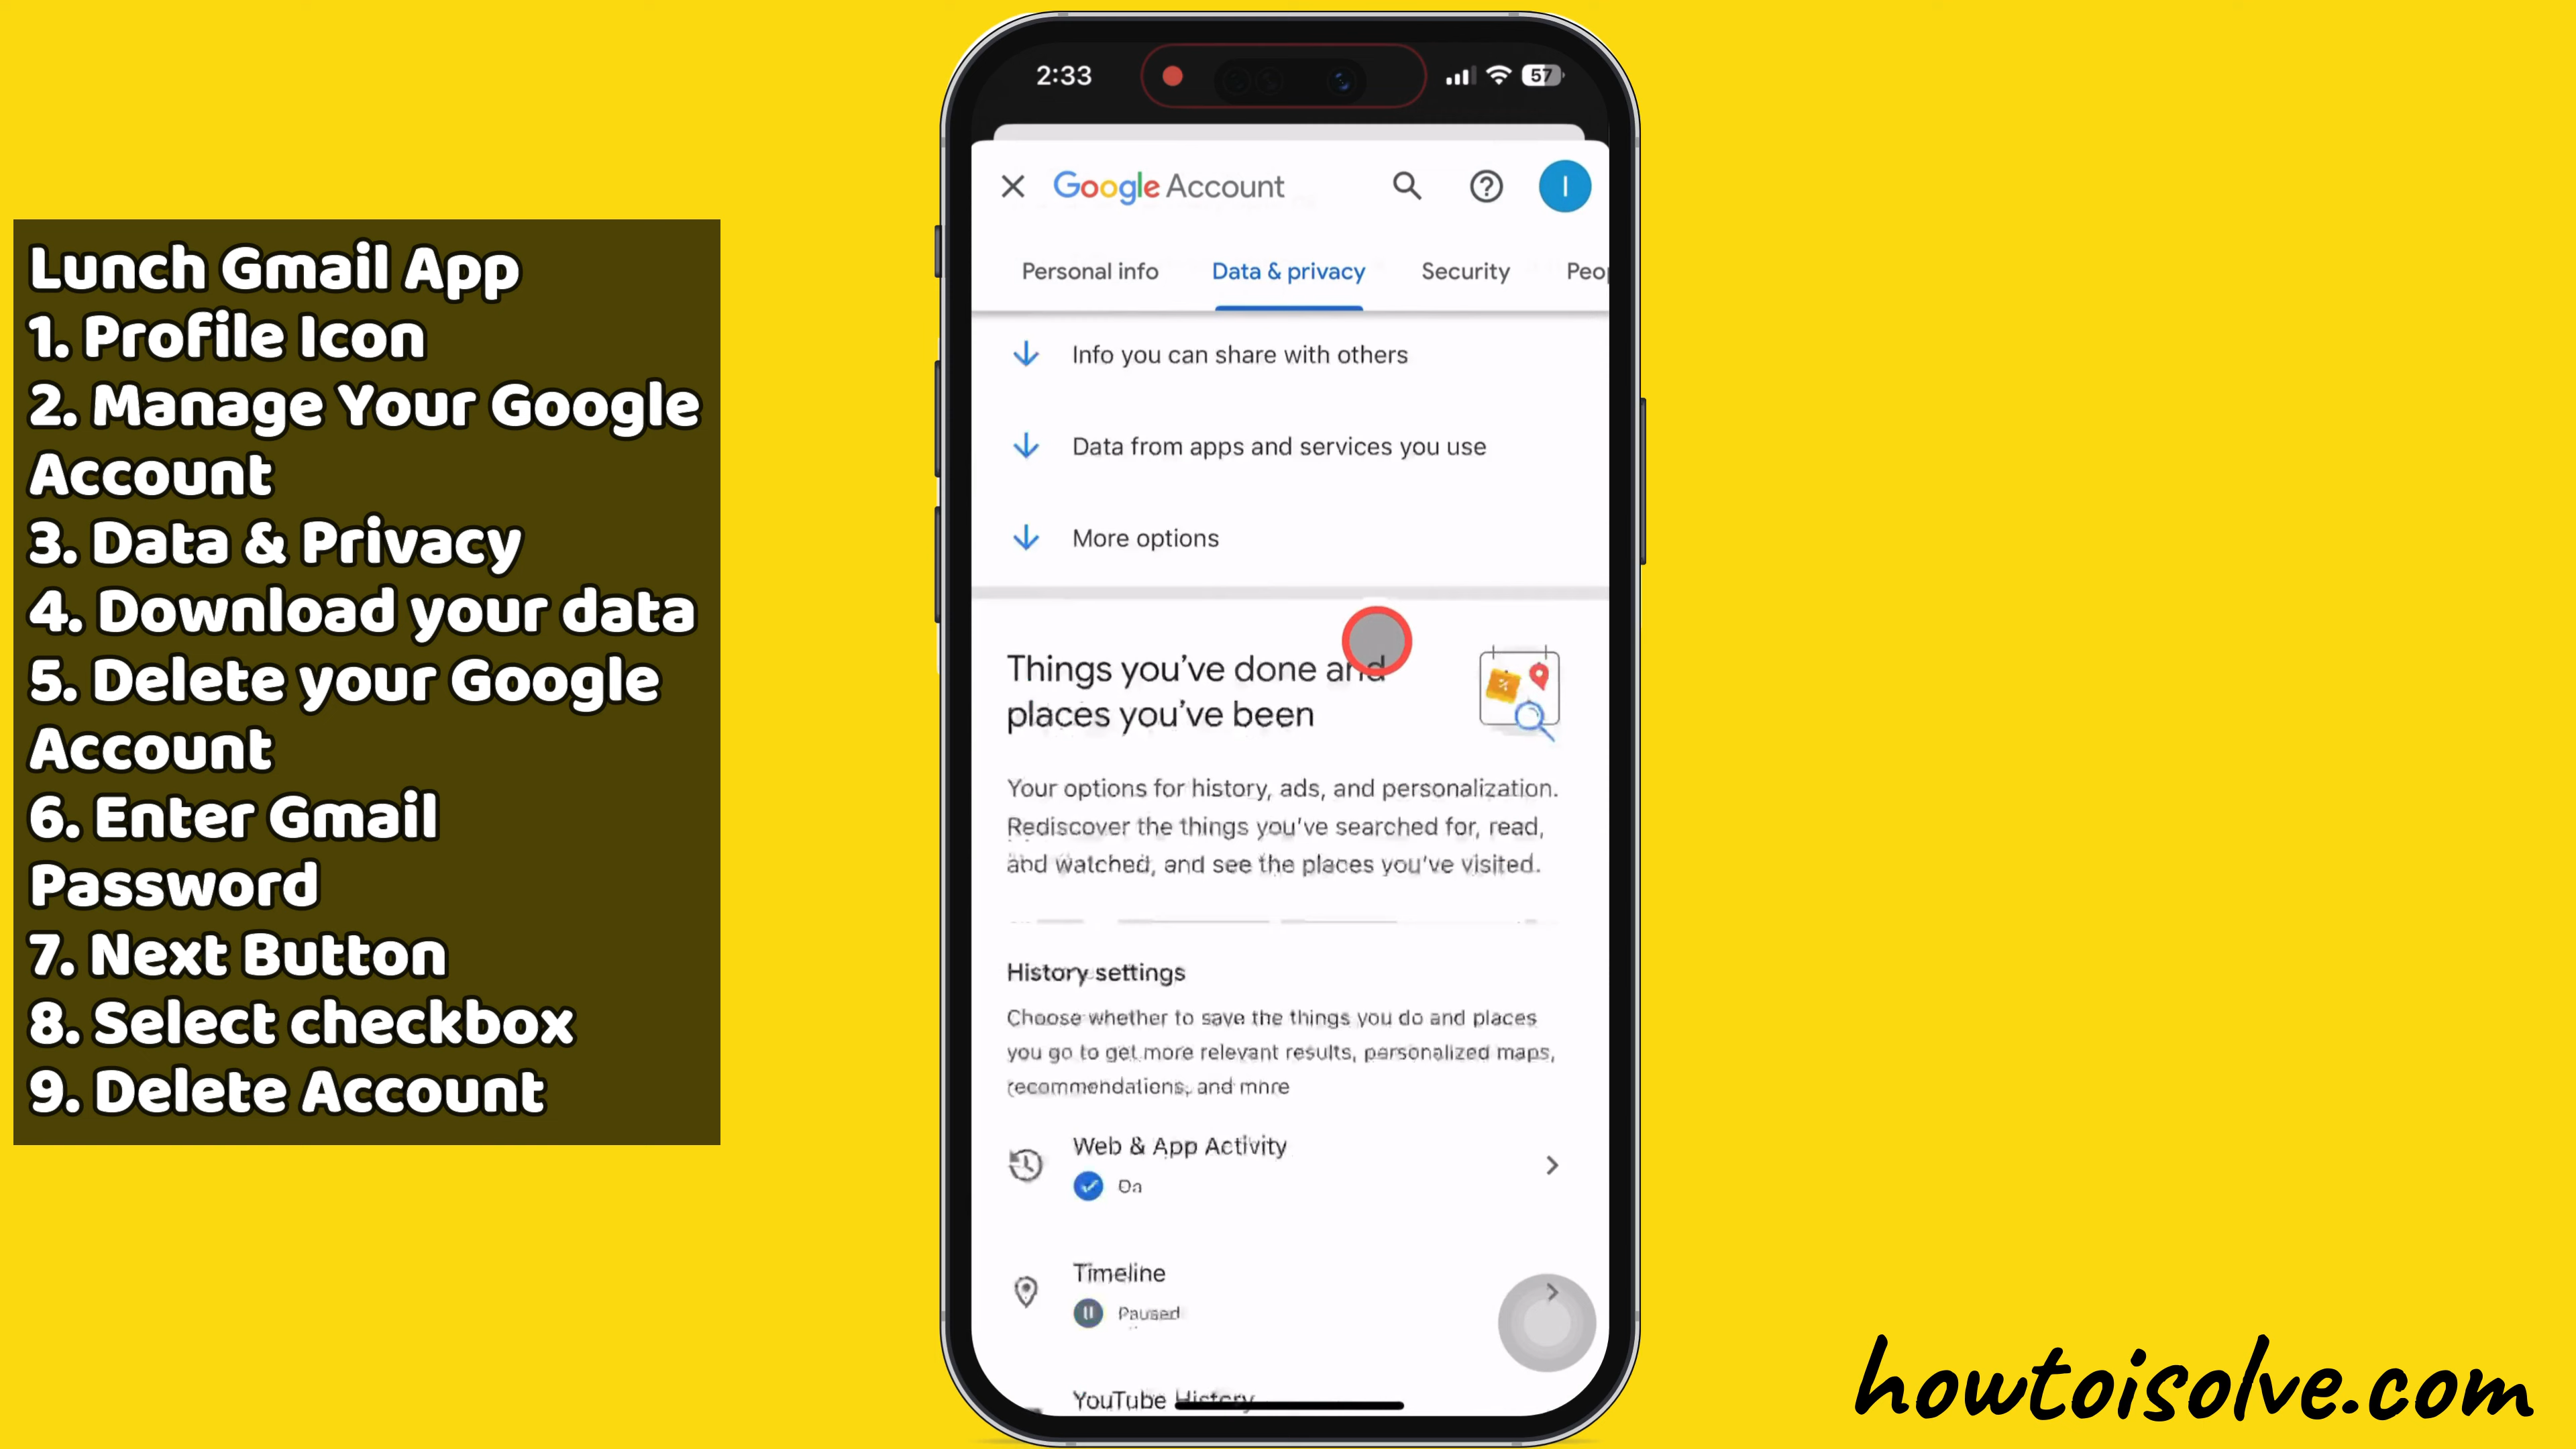 Lunch Gmail App
1. Profile Icon
2. Manage Your Google
Account
3. Data & Privacy
4. Download your data
5. Delete your Google
Account
6. Enter Gmail
Password
7. Next Button
8. Select checkbox
9. Delete Account
2:33
57
Google Account
I
Personal info
Data & privacy
Security
Peop
Info you can share with others
Data from apps and services you use
More options
Things you've done and
places you've been
Your options for history, ads, and personalization.
Rediscover the things you've searched for, read,
and watched, and see the places you've visited.
History settings
Choose whether to save the things you do and places
you go to get more relevant results, personalized maps,
recommendations, and more
Web & App Activity
On
Timeline
Paused
YouTube History
howtoisolve.com